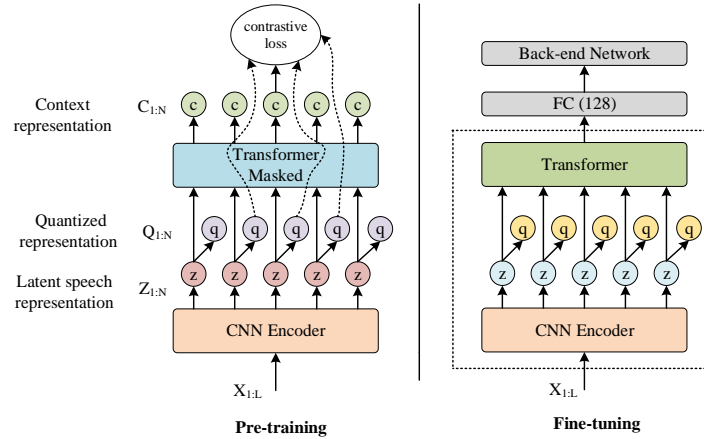 contrastive
loss
Context
representation
C1:N
c c c c c
Transformer
Masked
Quantized
representation
Q1:N
q q q q q
Latent speech
representation
Z1:N
z z z z z
CNN Encoder
X1:L
Pre-training
Back-end Network
FC (128)
Transformer
q q q q q
z z z z z
CNN Encoder
X1:L
Fine-tuning